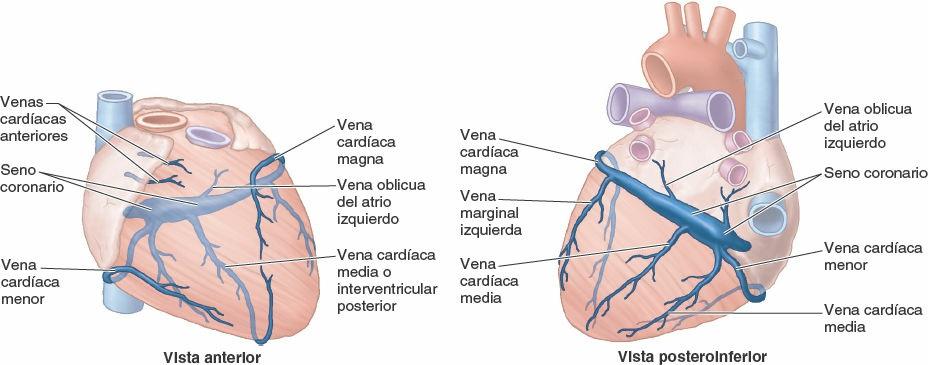 Venas
cardíacas
anteriores
Seno
coronario
Vena
cardíaca
menor
Vena
cardíaca
magna
Vena oblicua
del atrio
izquierdo
Vena cardíaca
media o
interventricular
posterior
Vista anterior
Vena
cardíaca
magna
Vena
marginal
izquierda
Vena
cardíaca
media
Vena oblicua
del atrio
izquierdo
Seno coronario
Vena cardíaca
menor
Vena cardíaca
media
Vista posteroinferior